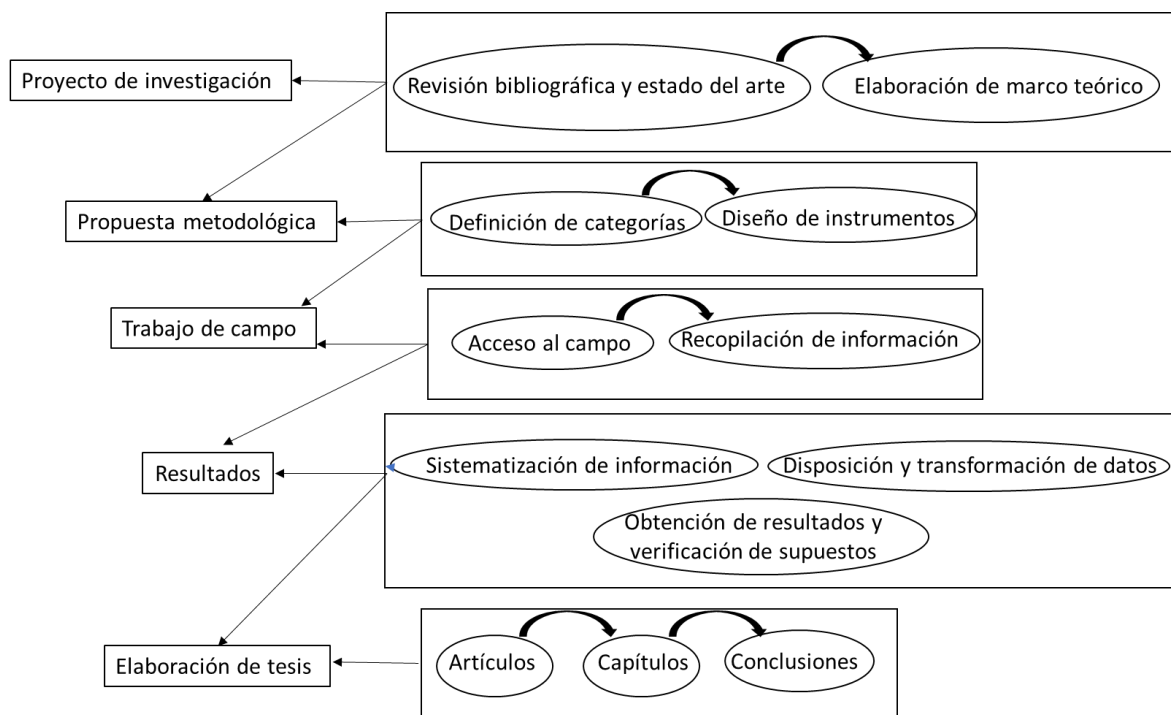 Proyecto de investigación
Revisión bibliográfica y estado del arte
Elaboración de marco teórico
Propuesta metodológica
Definición de categorías
Diseño de instrumentos
Trabajo de campo
Acceso al campo
Recopilación de información
Resultados
Sistematización de información
Disposición y transformación de datos
Obtención de resultados y
verificación de supuestos
Elaboración de tesis
Artículos
Capítulos
Conclusiones